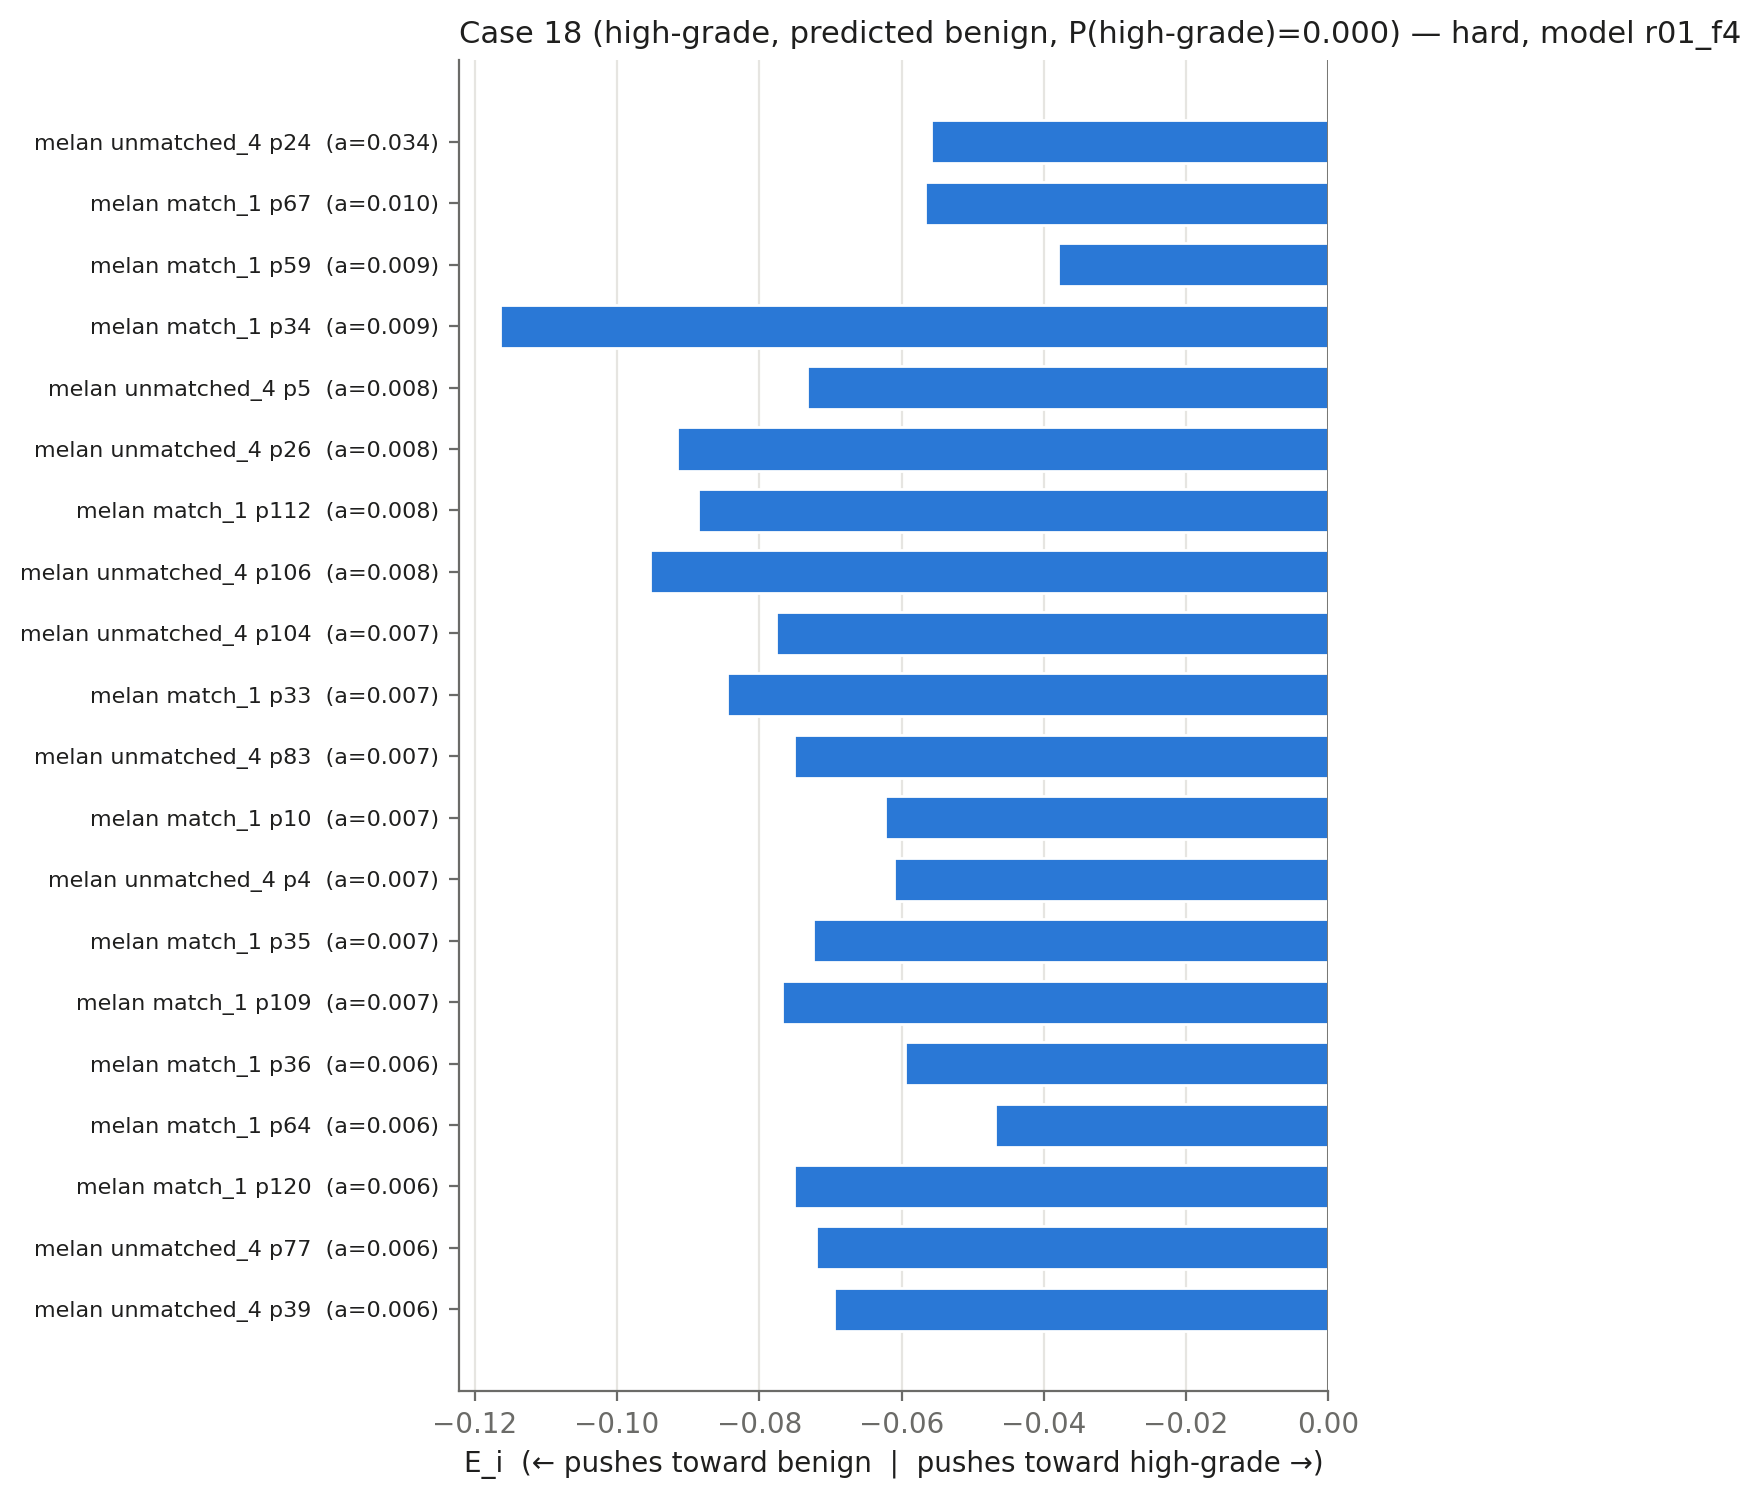 Case 18 (high-grade, predicted benign, P(high-grade)=0.000) — hard, model r01_f4
melan unmatched_4 p24 (a=0.034)
melan match_1 p67 (a=0.010)
melan match_1 p59 (a=0.009)
melan match_1 p34 (a=0.009)
melan unmatched_4 p5 (a=0.008)
melan unmatched_4 p26 (a=0.008)
melan match_1 p112 (a=0.008)
melan unmatched_4 p106 (a=0.008)
melan unmatched_4 p104 (a=0.007)
melan match_1 p33 (a=0.007)
melan unmatched_4 p83 (a=0.007)
melan match_1 p10 (a=0.007)
melan unmatched_4 p4 (a=0.007)
melan match_1 p35 (a=0.007)
melan match_1 p109 (a=0.007)
melan match_1 p36 (a=0.006)
melan match_1 p64 (a=0.006)
melan match_1 p120 (a=0.006)
melan unmatched_4 p77 (a=0.006)
melan unmatched_4 p39 (a=0.006)
−0.12 −0.10 −0.08 −0.06 −0.04 −0.02 0.00
E_i (← pushes toward benign | pushes toward high-grade →)